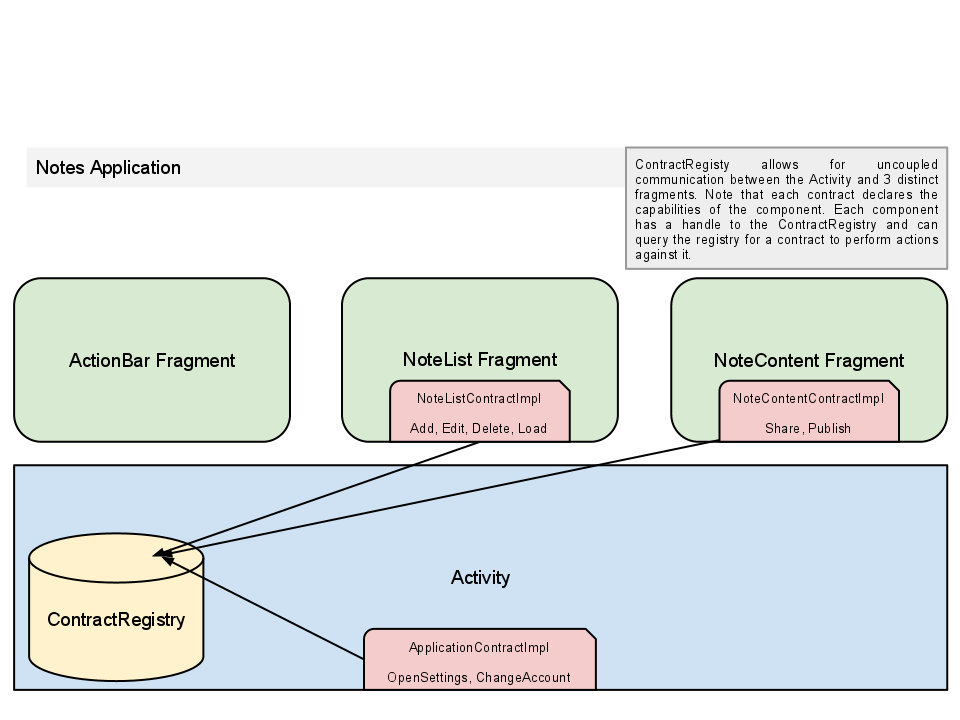 Notes Application
ContractRegisty allows for uncoupled
communication between the Activity and 3 distinct
fragments. Note that each contract declares the
capabilities of the component. Each component
has a handle to the ContractRegistry and can
query the registry for a contract to perform actions
against it.
ActionBar Fragment
NoteList Fragment
NoteContent Fragment
NoteListContractImpl
Add, Edit, Delete, Load
NoteContentContractImpl
Share, Publish
Activity
ContractRegistry
ApplicationContractImpl
OpenSettings, ChangeAccount